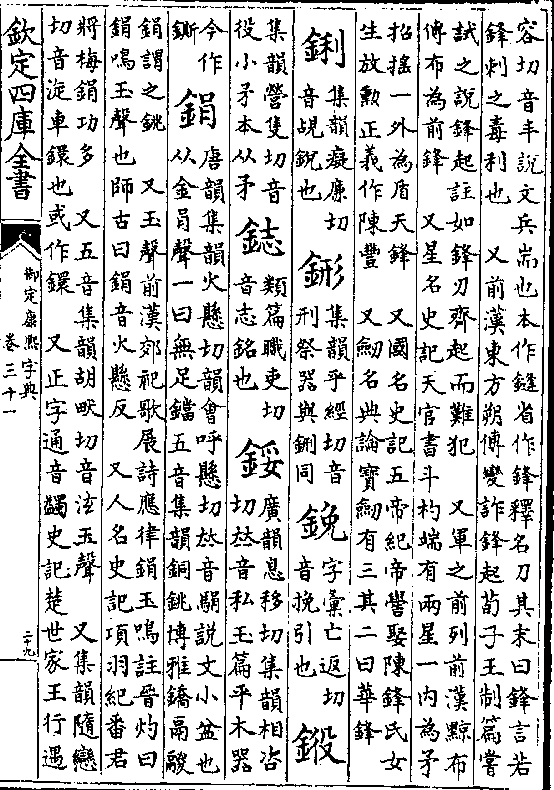 容切音丰說文兵耑也本作鏠省作鋒釋名刀其末曰鋒言若
鋒刺之毒利也 又前漢東方朔傳變詐鋒起荀子王制篇嘗
試之說鋒起註如鋒刃齊起而難犯 又軍之前列前漢黥布
傳布為前鋒 又星名史記天官書斗杓端有兩星一內為矛
招搖一外為盾天鋒 又國名史記五帝紀帝嚳娶陳鋒氏女
生放勳正義作陳豐 又劒名典論寶劒有三其二曰華鋒
鋓 集韻癡廉切
音覘銳也
鉶 集韻乎經切音
刑祭器與鉶同
鋔 字彙亡返切
音挽引也
鍛
集韻營隻切音
役小矛本从矛
鋕 類篇職吏切
音志銘也
鋖 廣韻息移切集韻相咨
切𠀤音私玉篇平木器
今作
鐁
鋗 唐韻集韻火懸切韻會呼懸切𠀤音駽說文小盆也
从金肙聲一曰無足鐺五音集韻銅銚博雅鐈鬲鬷
鋗謂之銚 又玉聲前漢郊祀歌展詩應律鋗玉鳴註晉灼曰
鋗鳴玉聲也師古曰鋗音火懸反 又人名史記項羽紀番君
將梅鋗功多 又五音集韻胡畎切音泫玉聲 又集韻隨戀
切音淀車鐶也或作鐶 又正字通音蠲史記楚世家王行遇
欽定四庫全書
御定康熙字典
卷三十一
二十九